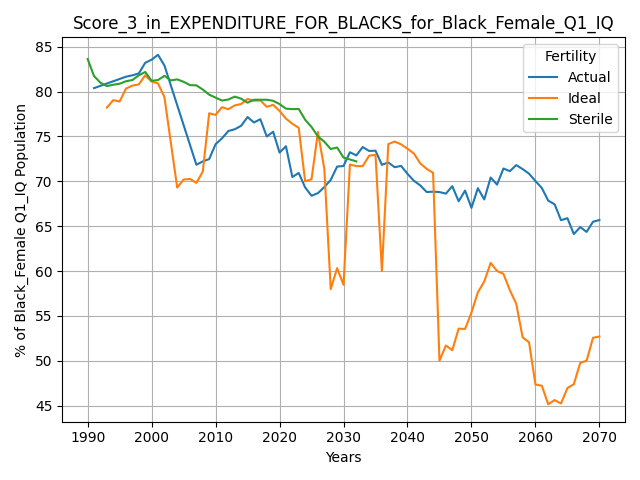 Score_3_in_EXPENDITURE_FOR_BLACKS_for_Black_Female_Q1_IQ
Fertility
Actual
Ideal
Sterile
% of Black_Female Q1_IQ Population
85
80
75
70
65
60
55
50
45
1990
2000
2010
2020
2030
2040
2050
2060
2070
Years